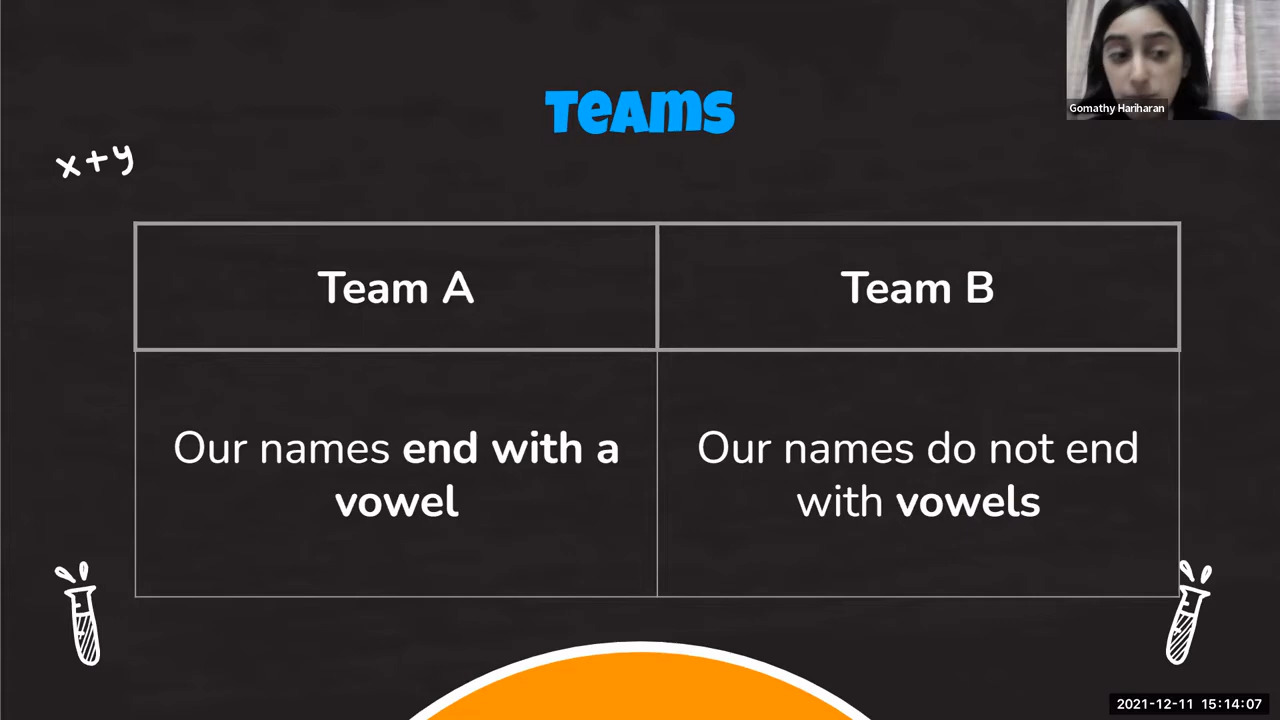 TeAms
Gomathy Hariharan
x+y
Team A
Team B
Our names end with a
vowel
Our names do not end
with vowels
2021-12-11 15:14:07